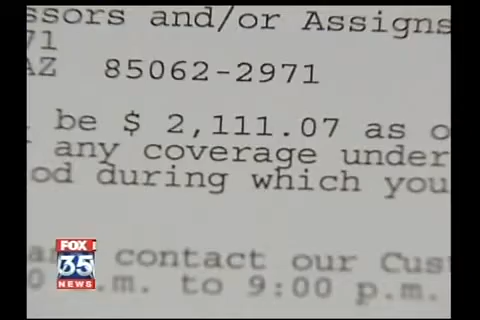 ssors and/or Assigns
71
AZ 85062-2971
be $ 2,111.07 as o
any coverage under
od during which you
contact our Cus
0 .m. to 9:00 p.m.
FOX
35
NEWS